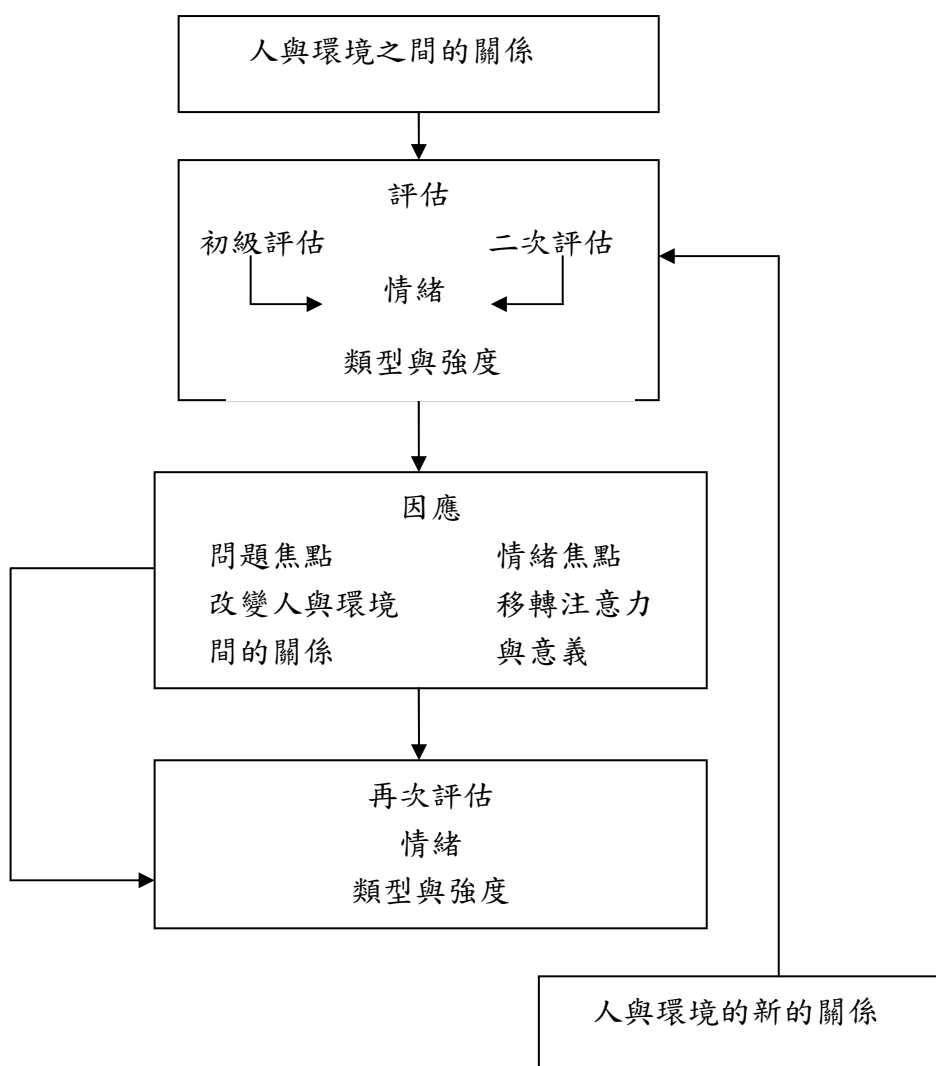 人與環境之間的關係
評估
初級評估 二次評估
情緒
類型與強度
因應
問題焦點 情緒焦點
改變人與環境 移轉注意力
間的關係 與意義
再次評估
情緒
類型與強度
人與環境的新的關係